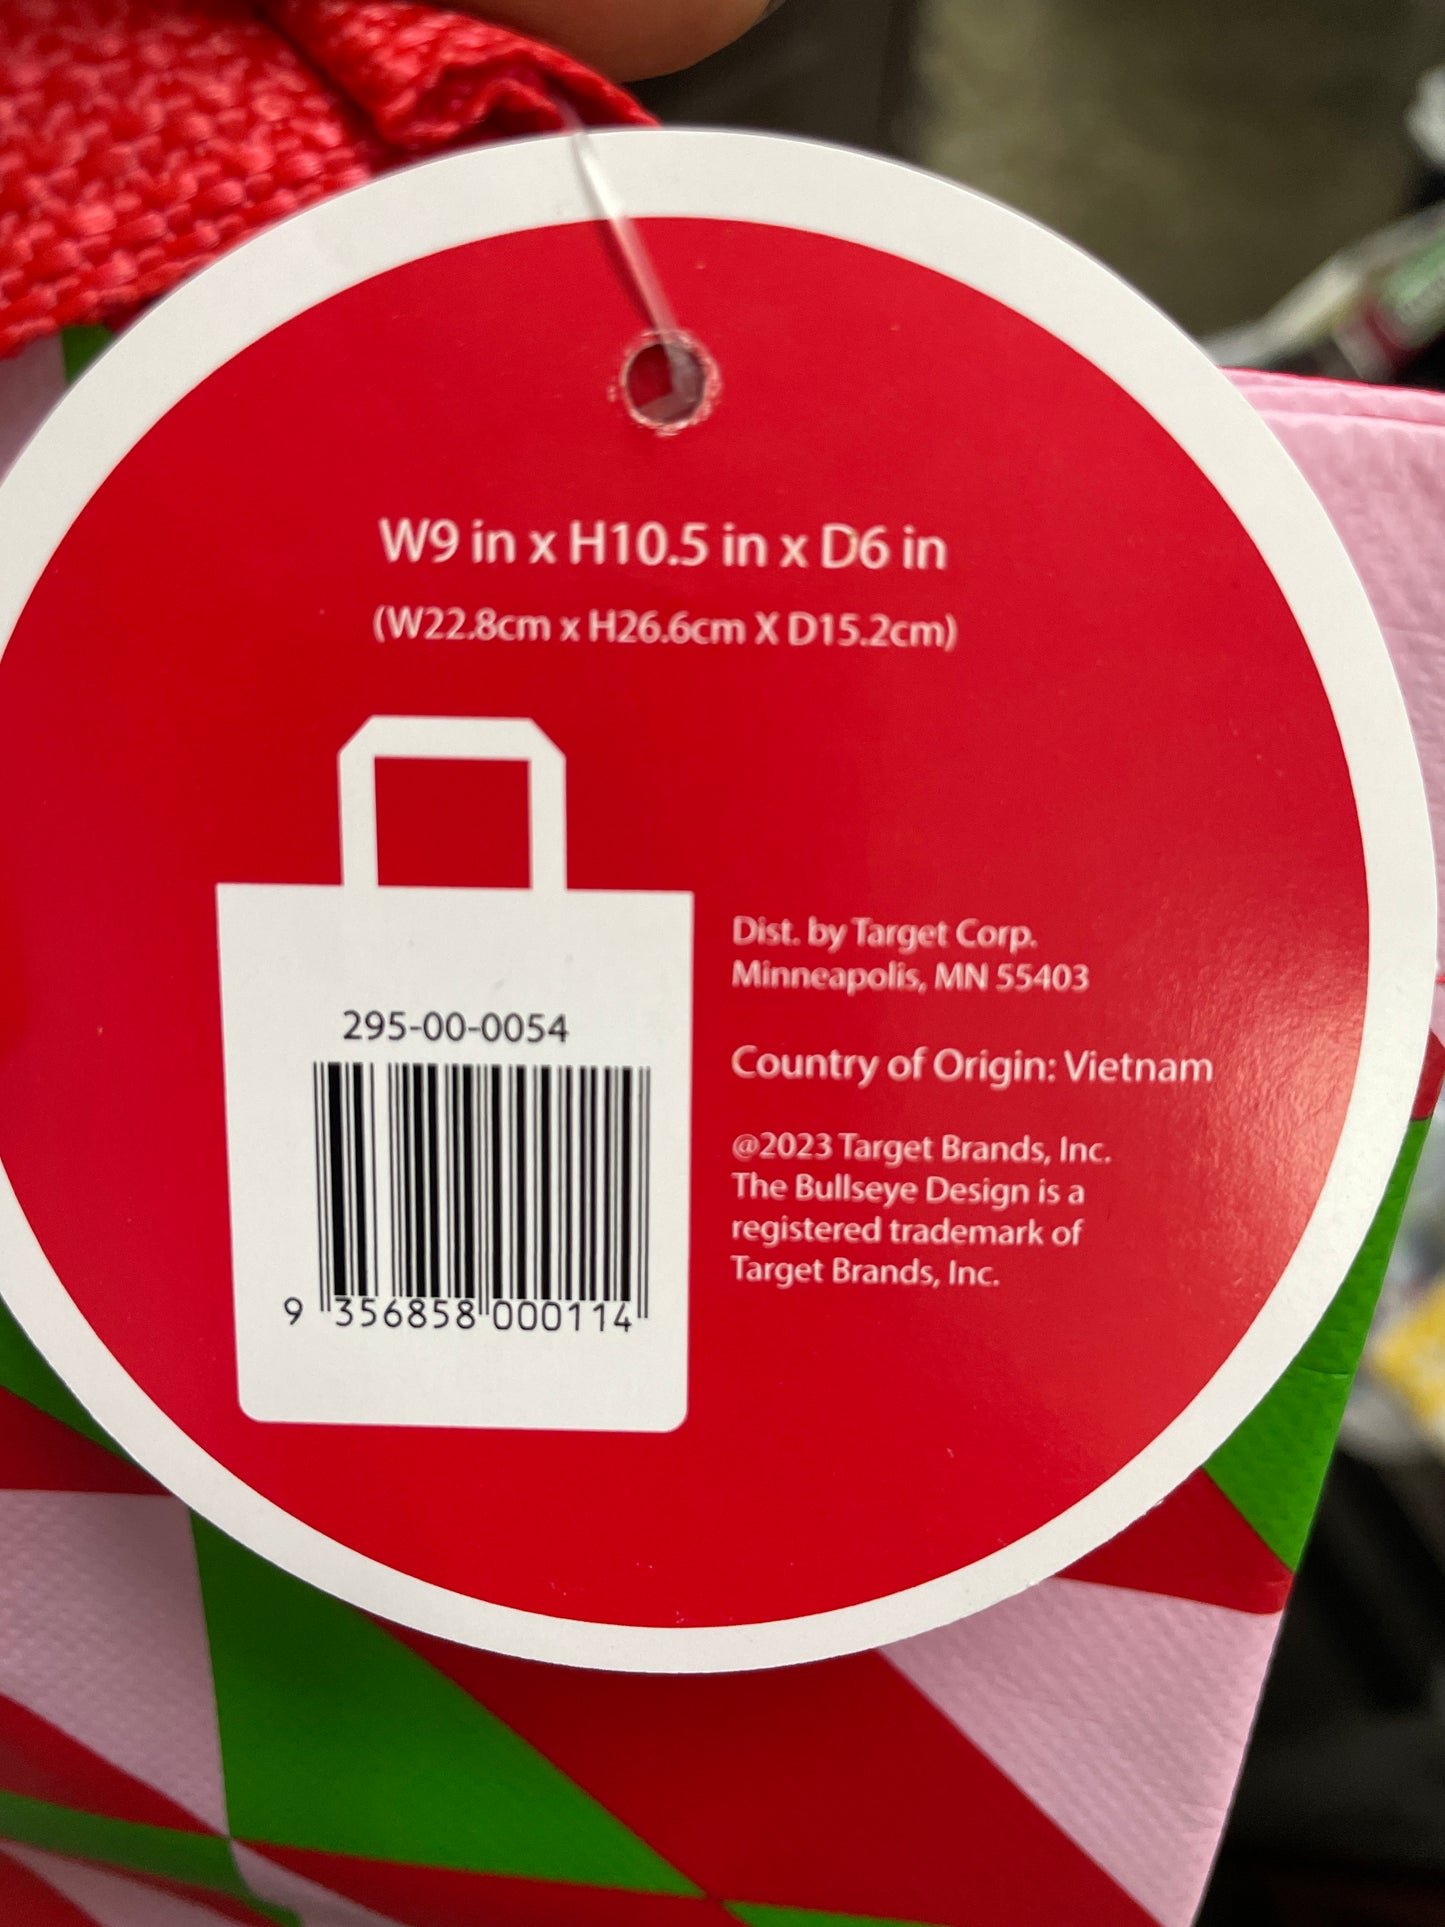 W9 in x H10.5 in x D6 in
(W22.8cm x H26.6cm X D15.2cm)
295-00-0054
9 356858 000114
Dist. by Target Corp.
Minneapolis, MN 55403
Country of Origin: Vietnam
@2023 Target Brands, Inc.
The Bullseye Design is a
registered trademark of
Target Brands, Inc.